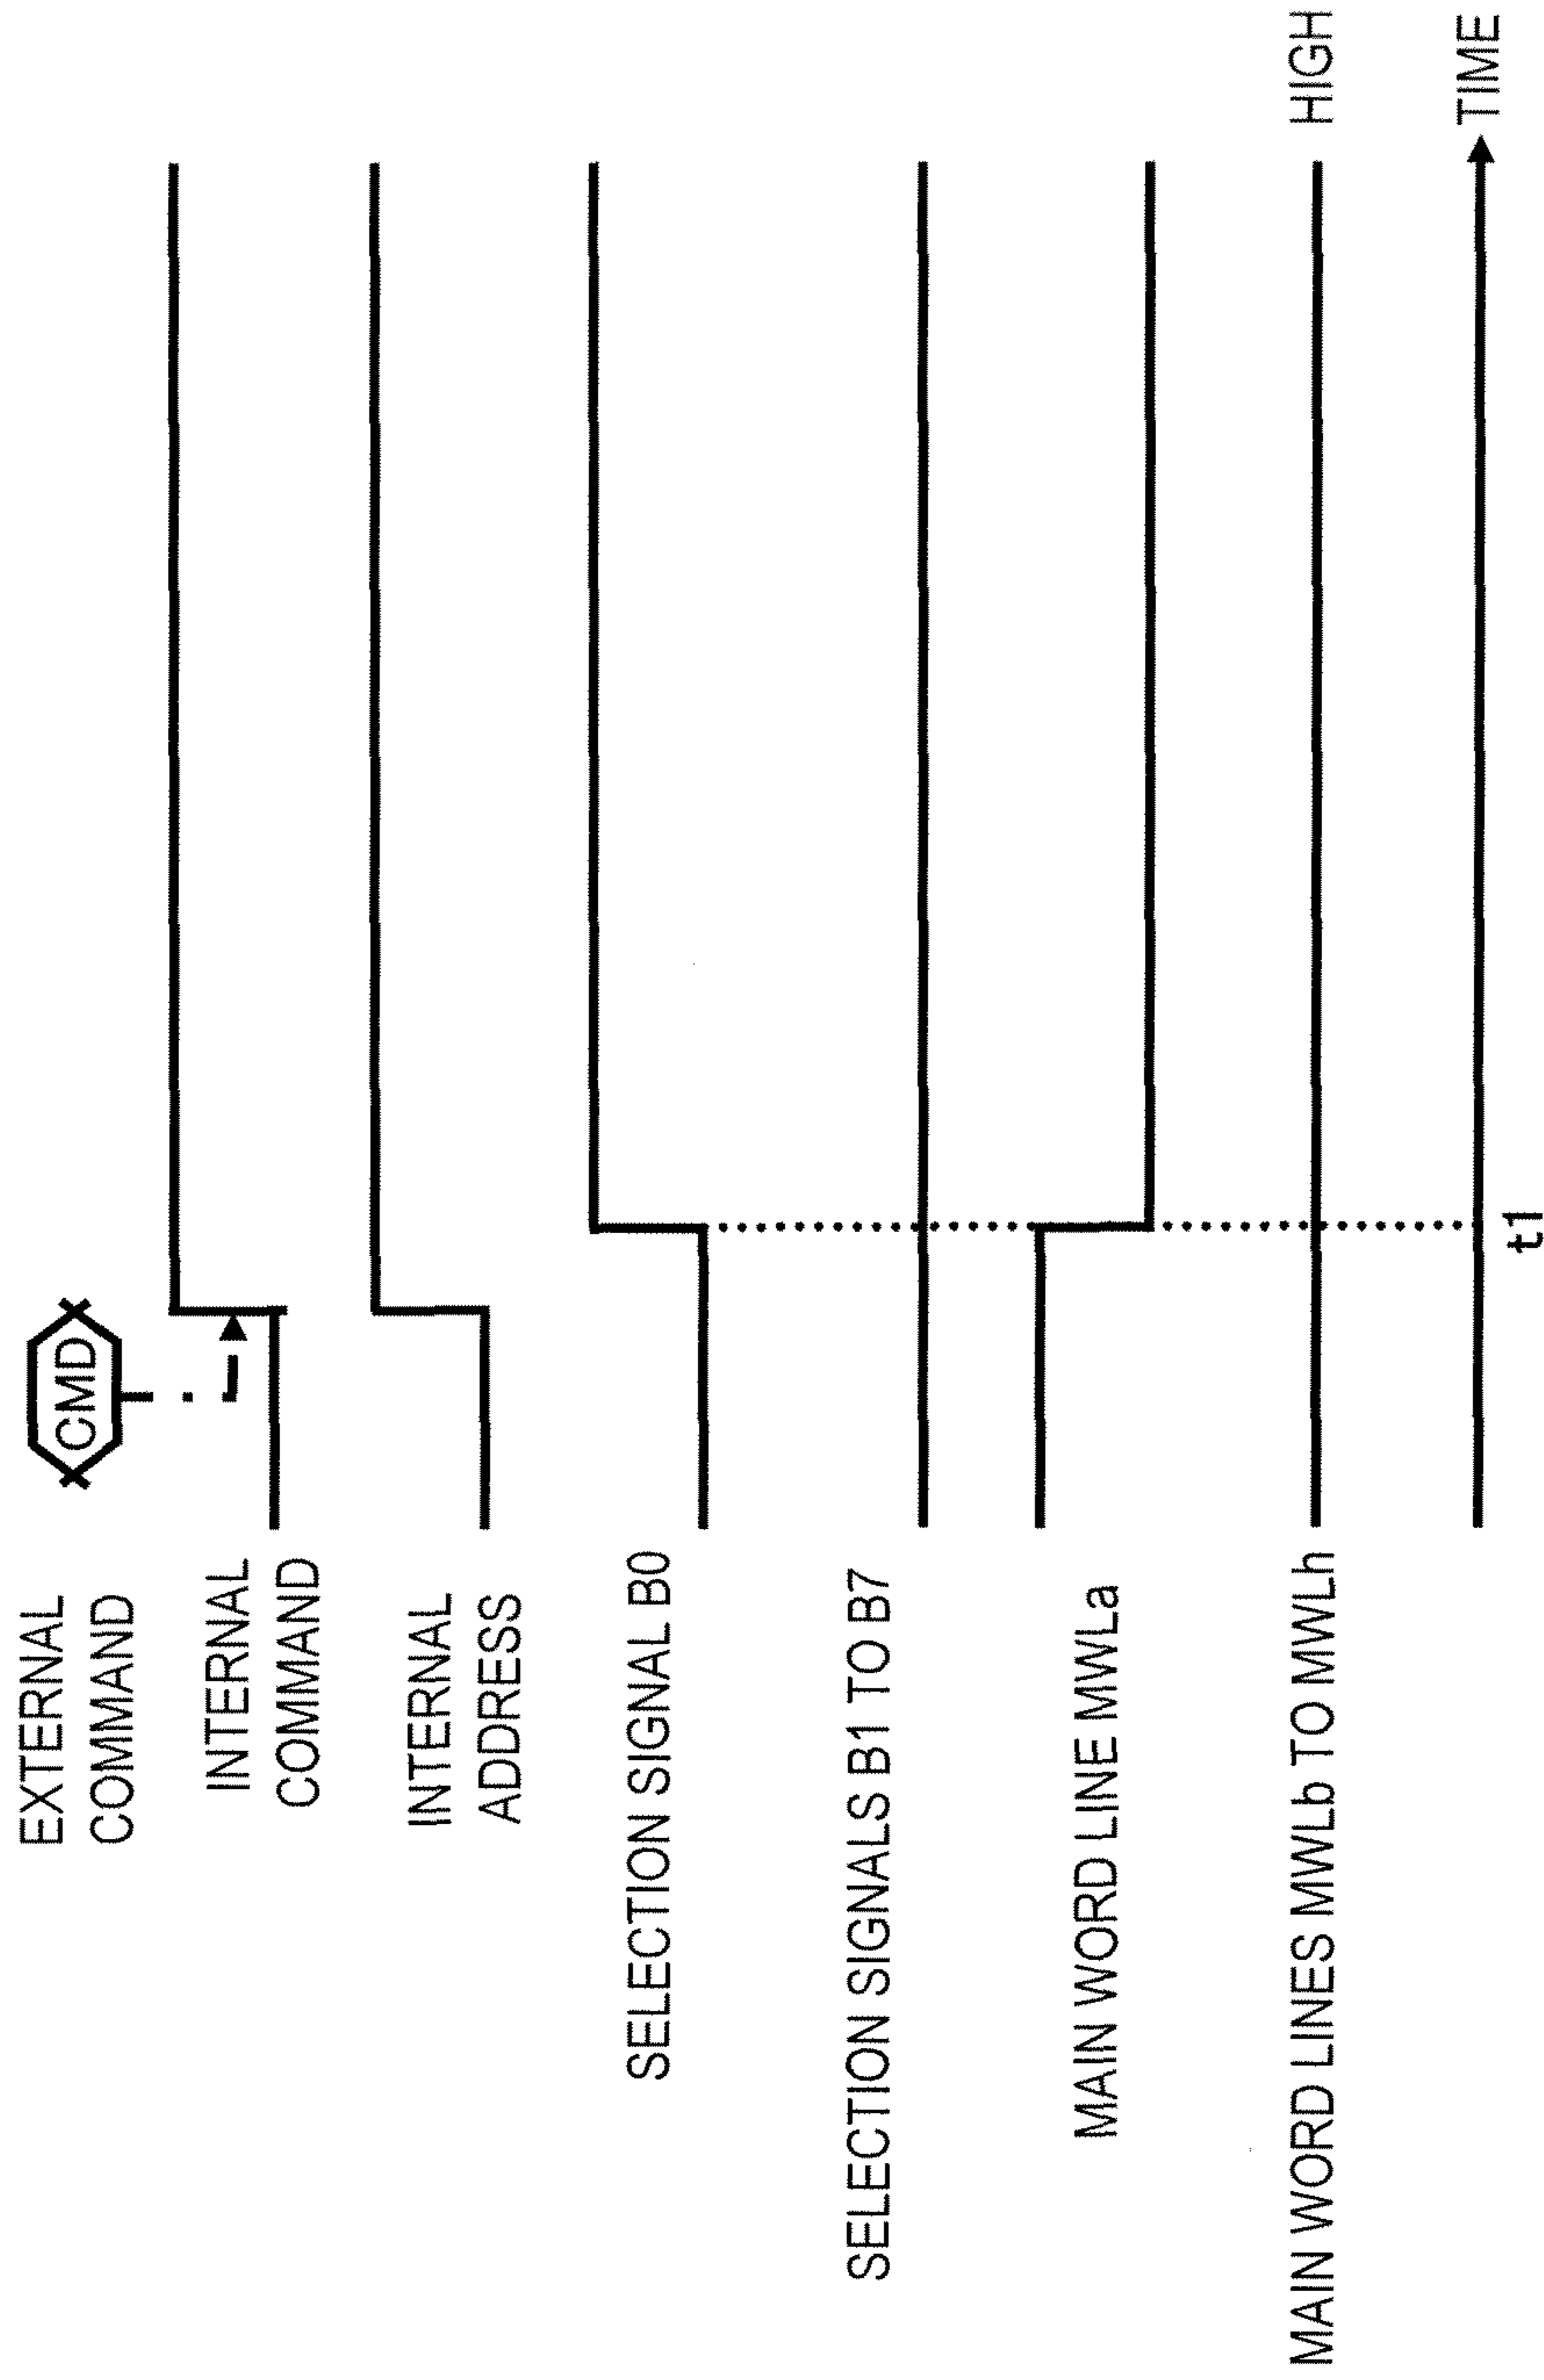 EXTERNAL
COMMAND
CMD
INTERNAL
COMMAND
INTERNAL
ADDRESS
SELECTION SIGNAL B0
SELECTION SIGNALS B1 TO B7
MAIN WORD LINE MWLa
MAIN WORD LINES MWLb TO MWLh
HIGH
t1
TIME